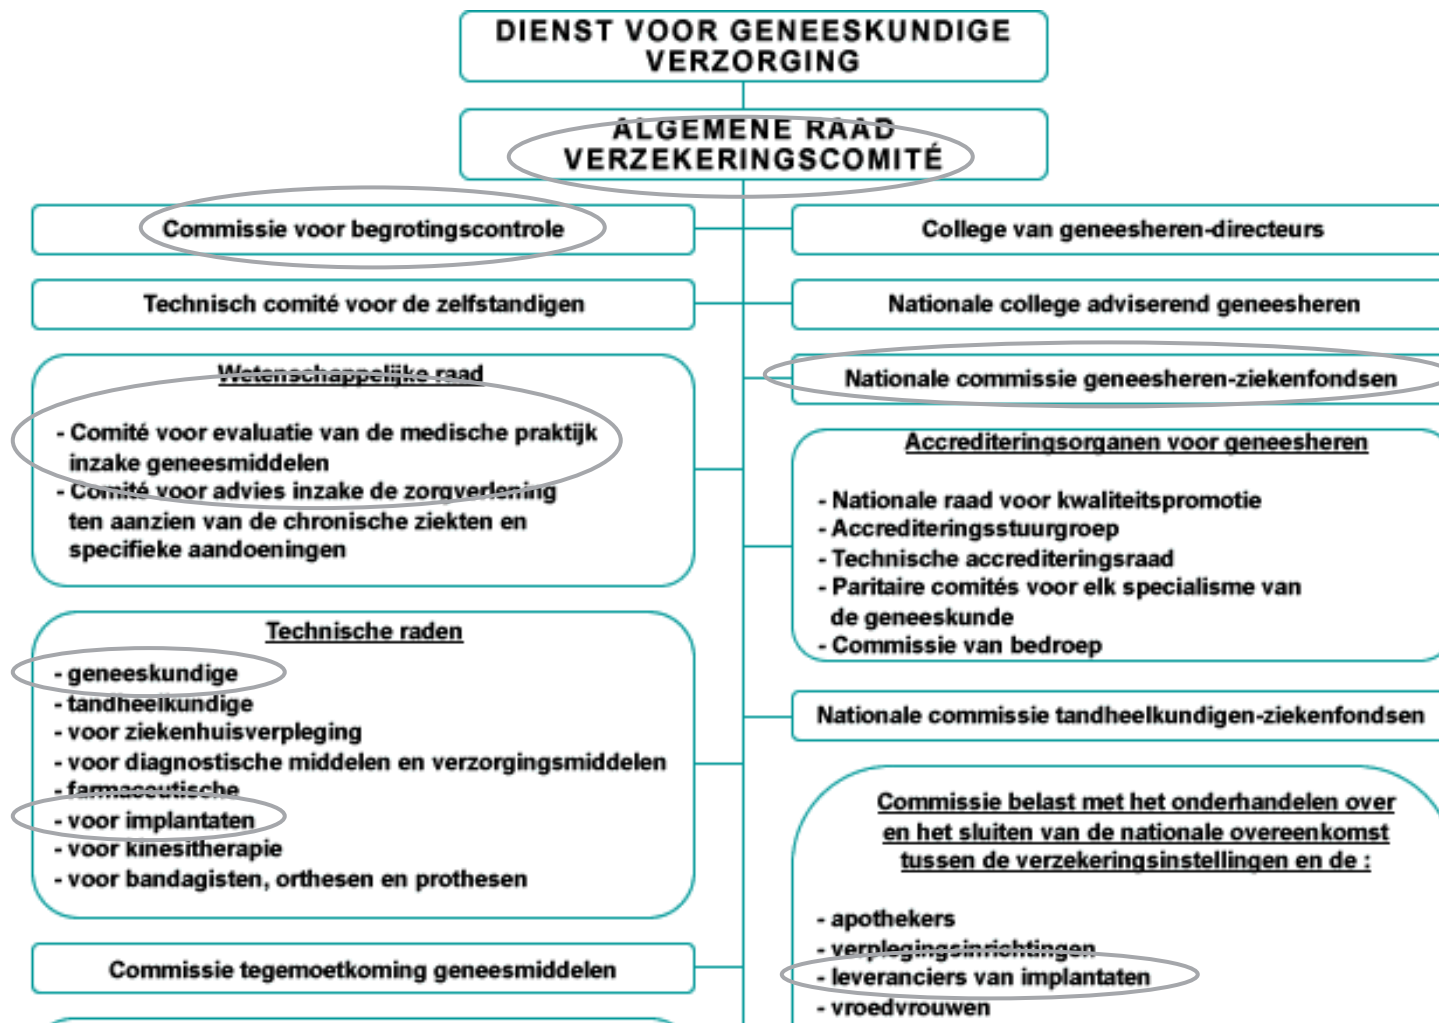 DIENST VOOR GENEESKUNDIGE
VERZORGING
ALGEMENE RAAD
VERZEKERINGSCOMITÉ
Commissie voor begrotingscontrole
College van geneesheren-directeurs
Technisch comité voor de zelfstandigen
Nationale college adviserend geneesheren
Wetenschappelijke raad
- Comité voor evaluatie van de medische praktijk
inzake geneesmiddelen
- Comité voor advies inzake de zorgverlening
ten aanzien van de chronische ziekten en
specifieke aandoeningen
Nationale commissie geneesheren-ziekenfondsen
Accrediteringsorganen voor geneesheren
- Nationale raad voor kwaliteitspromotie
- Accrediteringsstuurgroep
- Technische accrediteringsraad
- Paritaire comités voor elk specialisme van
de geneeskunde
- Commissie van bedroep
Technische raden
- geneeskundige
- tandheelkundige
- voor ziekenhuisverpleging
- voor diagnostische middelen en verzorgingsmiddelen
- farmaceutische
- voor implantaten
- voor kinesitherapie
- voor bandagisten, orthesen en prothesen
Nationale commissie tandheelkundigen-ziekenfondsen
Commissie belast met het onderhandelen over
en het sluiten van de nationale overeenkomst
tussen de verzekeringsinstellingen en de :
- apothekers
- verplegingsinrichtingen
- leveranciers van implantaten
- vroedvrouwen
Commissie tegemoetkoming geneesmiddelen